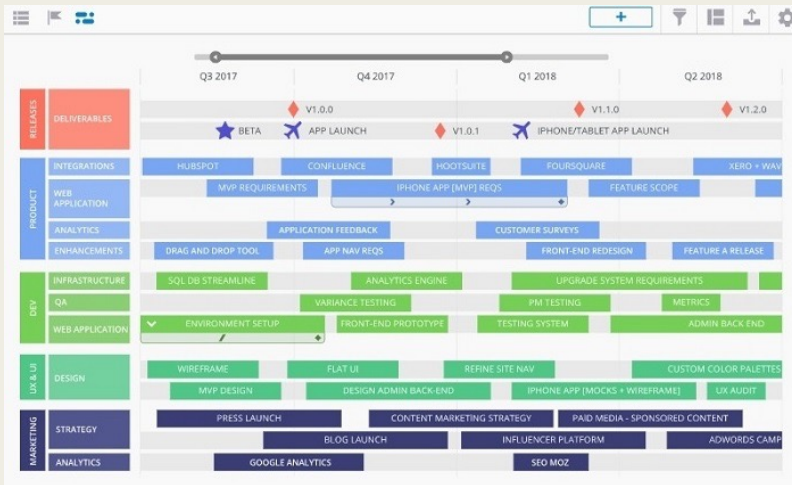 Q3 2017 Q4 2017 Q1 2018 Q2 2018
RELEASES
DELIVERABLES
V1.0.0 V1.1.0 V1.2.0
BETA APP LAUNCH V1.0.1 IPHONE/TABLET APP LAUNCH
PRODUCT
INTEGRATIONS HUBSPOT CONFLUENCE HOOTSUITE FOURSQUARE XERO + WAV
WEB APPLICATION MVP REQUIREMENTS IPHONE APP [MVP] REQS FEATURE SCOPE
ANALYTICS APPLICATION FEEDBACK CUSTOMER SURVEYS
ENHANCEMENTS DRAG AND DROP TOOL APP NAV REQS FRONT-END REDESIGN FEATURE A RELEASE
DEV
INFRASTRUCTURE SQL DB STREAMLINE ANALYTICS ENGINE UPGRADE SYSTEM REQUIREMENTS
QA VARIANCE TESTING PM TESTING METRICS
WEB APPLICATION ENVIRONMENT SETUP FRONT-END PROTOTYPE TESTING SYSTEM ADMIN BACK END
UX & UI
DESIGN
WIREFRAME FLAT UI REFINE SITE NAV CUSTOM COLOR PALETTES
MVP DESIGN DESIGN ADMIN BACK-END IPHONE APP [MOCKS + WIREFRAME] UX AUDIT
MARKETING
STRATEGY
PRESS LAUNCH CONTENT MARKETING STRATEGY PAID MEDIA - SPONSORED CONTENT
BLOG LAUNCH INFLUENCER PLATFORM ADWORDS CAMP
ANALYTICS GOOGLE ANALYTICS SEO MOZ